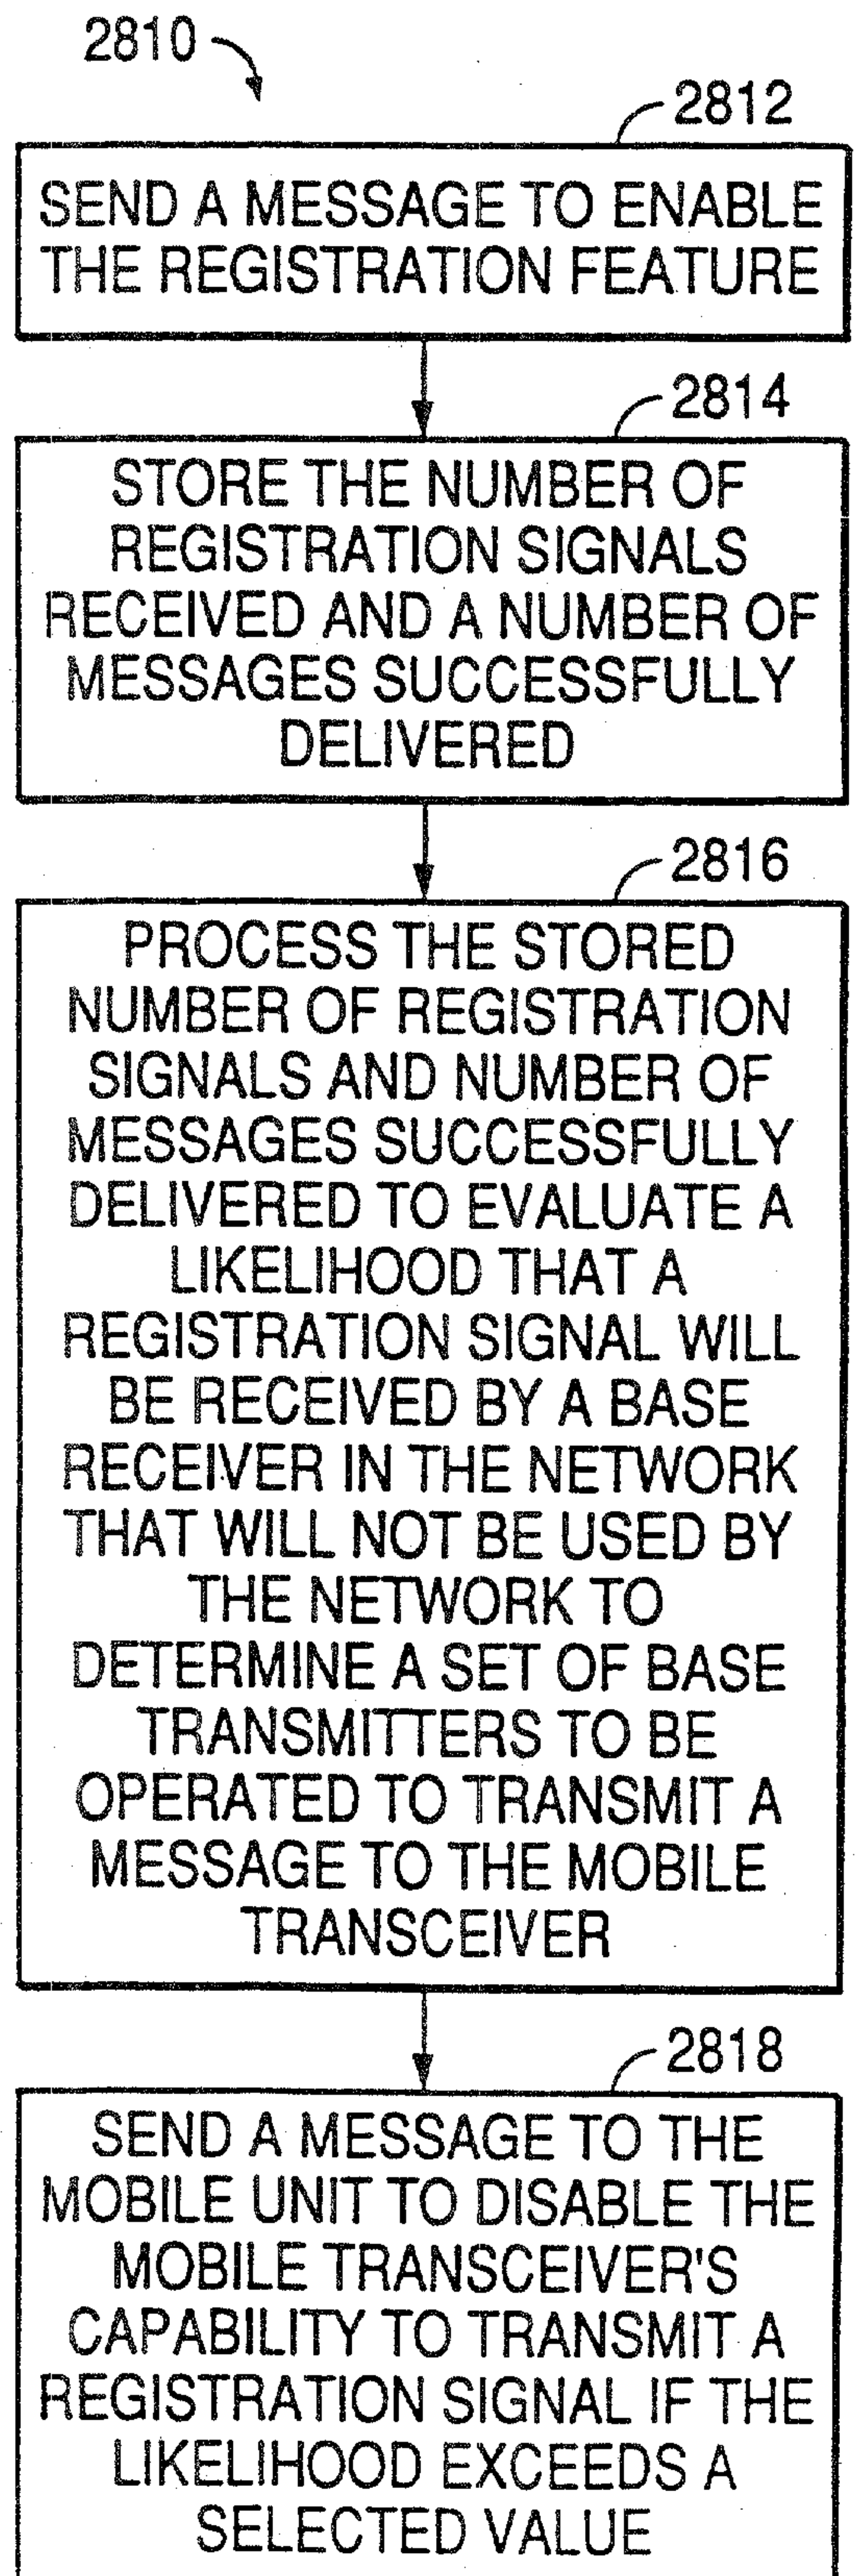 2810
2812
SEND A MESSAGE TO ENABLE
THE REGISTRATION FEATURE
2814
STORE THE NUMBER OF
REGISTRATION SIGNALS
RECEIVED AND A NUMBER OF
MESSAGES SUCCESSFULLY
DELIVERED
2816
PROCESS THE STORED
NUMBER OF REGISTRATION
SIGNALS AND NUMBER OF
MESSAGES SUCCESSFULLY
DELIVERED TO EVALUATE A
LIKELIHOOD THAT A
REGISTRATION SIGNAL WILL
BE RECEIVED BY A BASE
RECEIVER IN THE NETWORK
THAT WILL NOT BE USED BY
THE NETWORK TO
DETERMINE A SET OF BASE
TRANSMITTERS TO BE
OPERATED TO TRANSMIT A
MESSAGE TO THE MOBILE
TRANSCEIVER
2818
SEND A MESSAGE TO THE
MOBILE UNIT TO DISABLE THE
MOBILE TRANSCEIVER'S
CAPABILITY TO TRANSMIT A
REGISTRATION SIGNAL IF THE
LIKELIHOOD EXCEEDS A
SELECTED VALUE